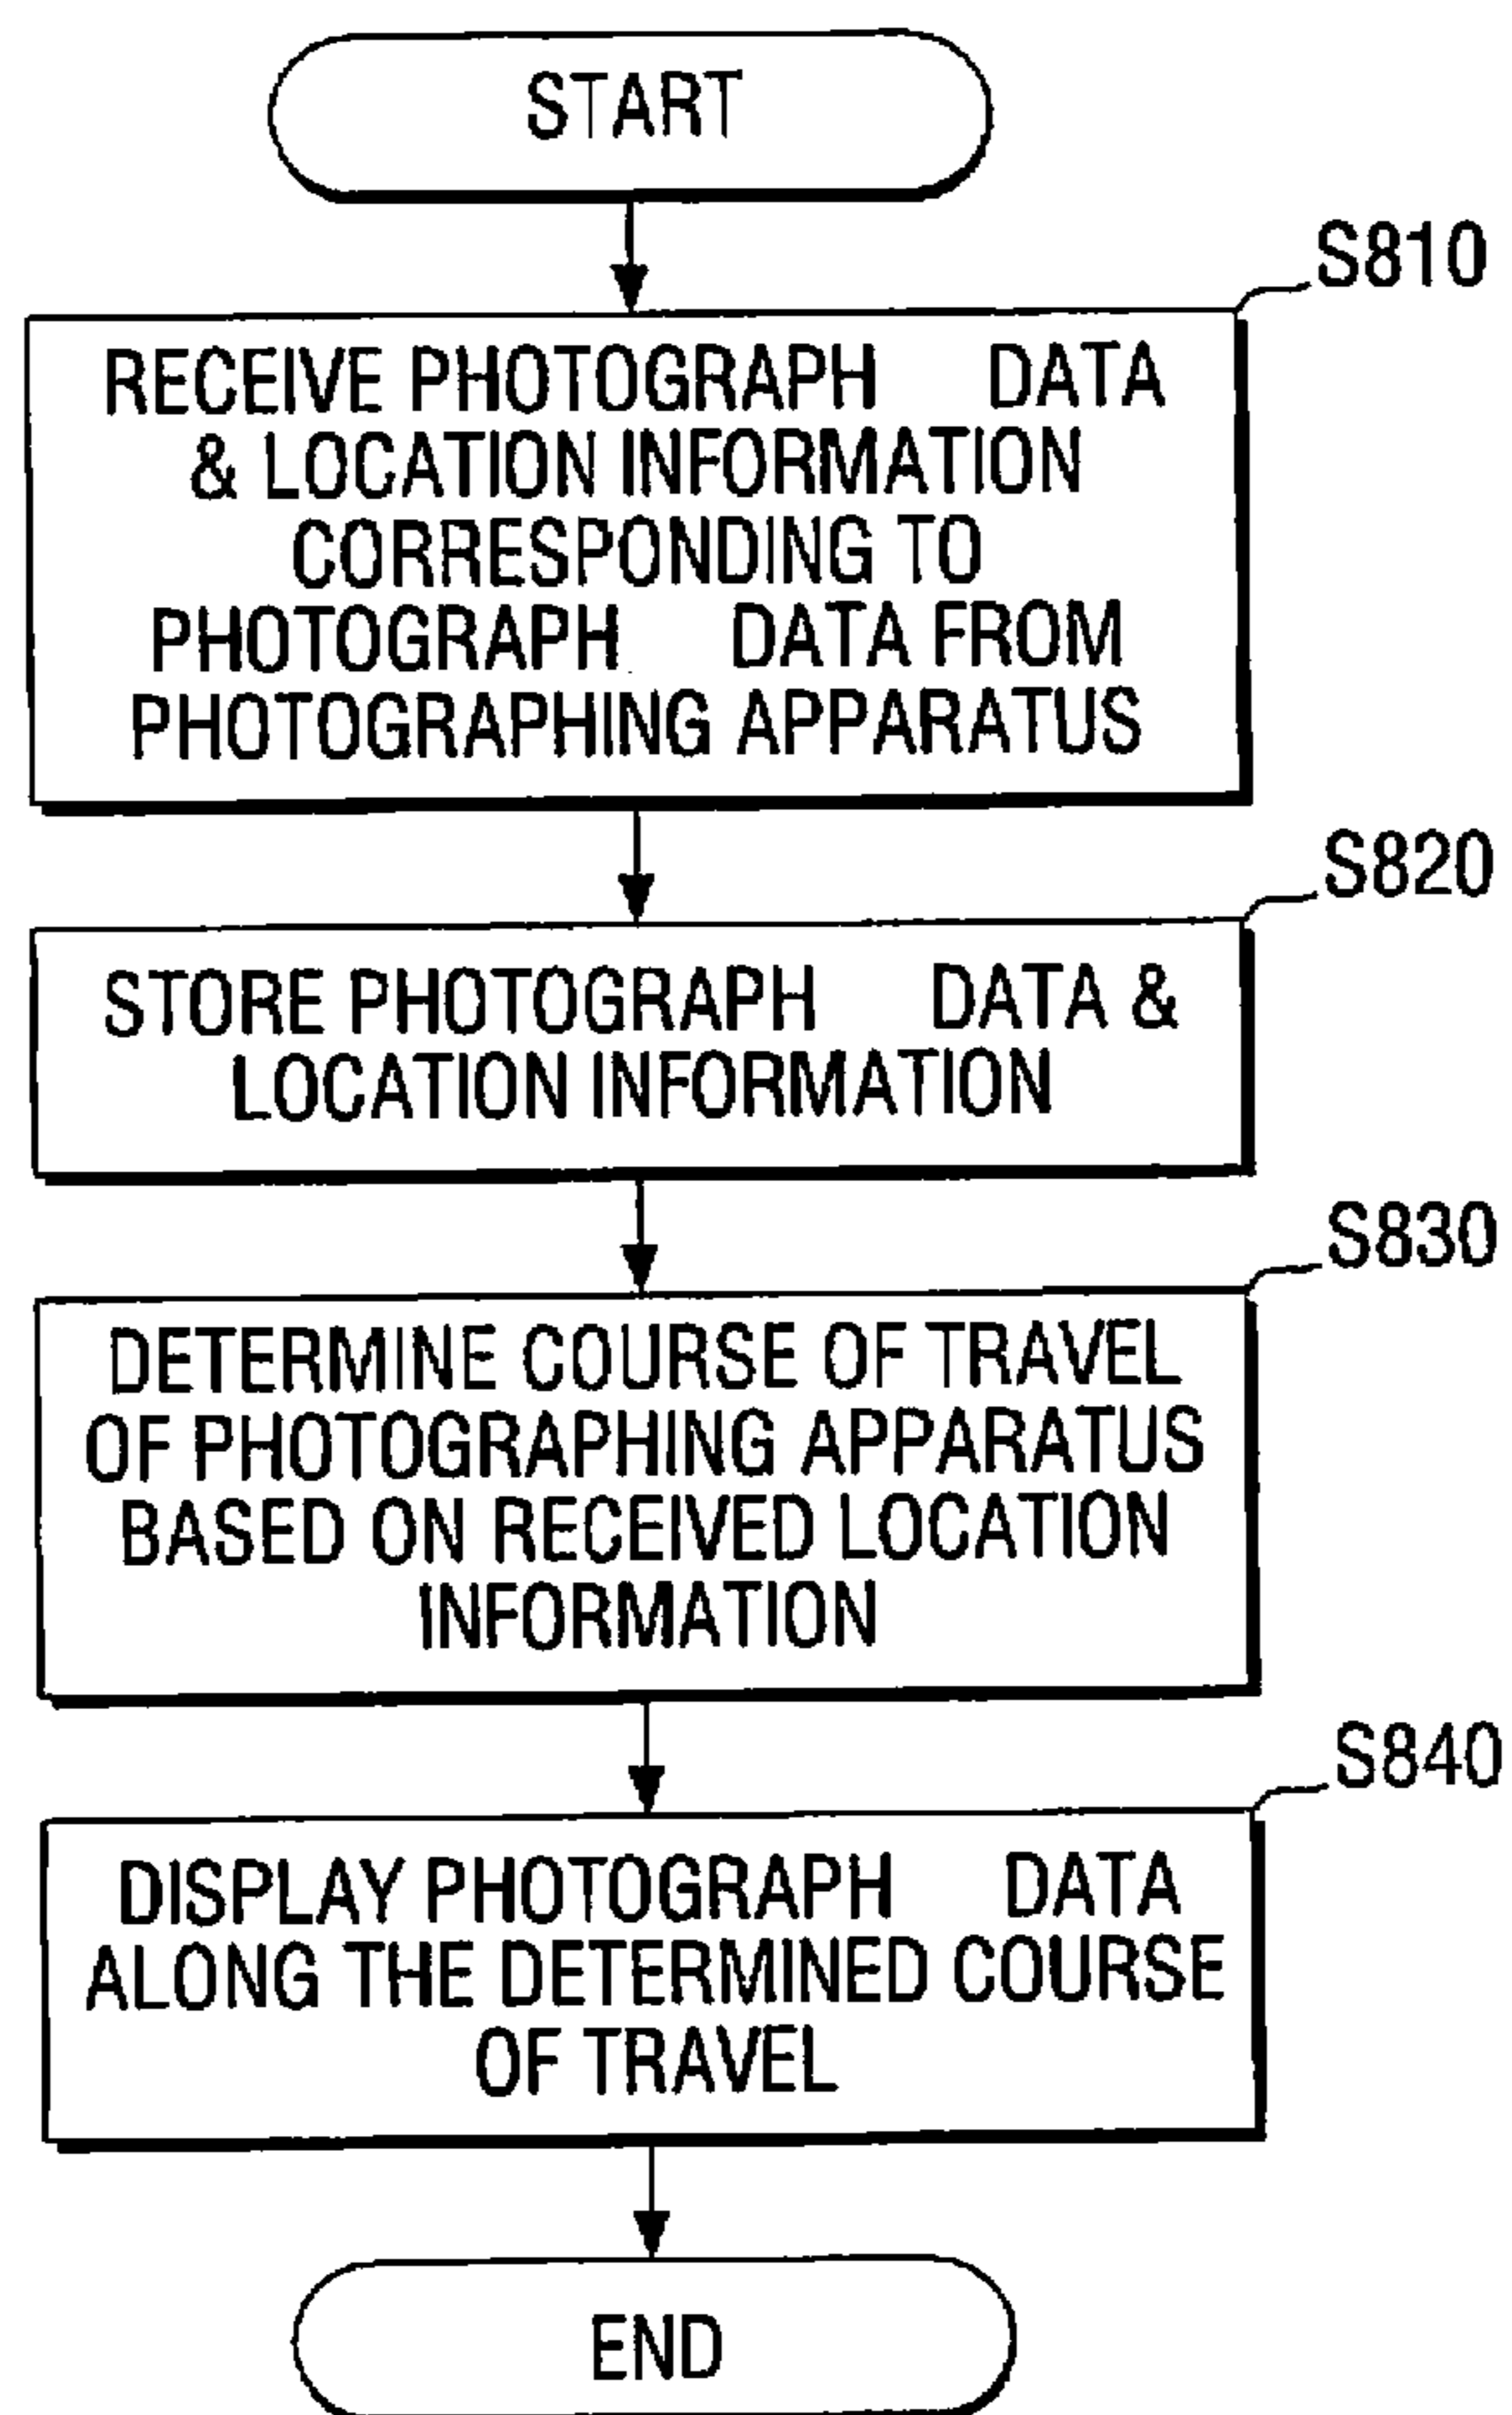 START
S810
RECEIVE PHOTOGRAPH DATA
& LOCATION INFORMATION
CORRESPONDING TO
PHOTOGRAPH DATA FROM
PHOTOGRAPHING APPARATUS
S820
STORE PHOTOGRAPH DATA &
LOCATION INFORMATION
S830
DETERMINE COURSE OF TRAVEL
OF PHOTOGRAPHING APPARATUS
BASED ON RECEIVED LOCATION
INFORMATION
S840
DISPLAY PHOTOGRAPH DATA
ALONG THE DETERMINED COURSE
OF TRAVEL
END